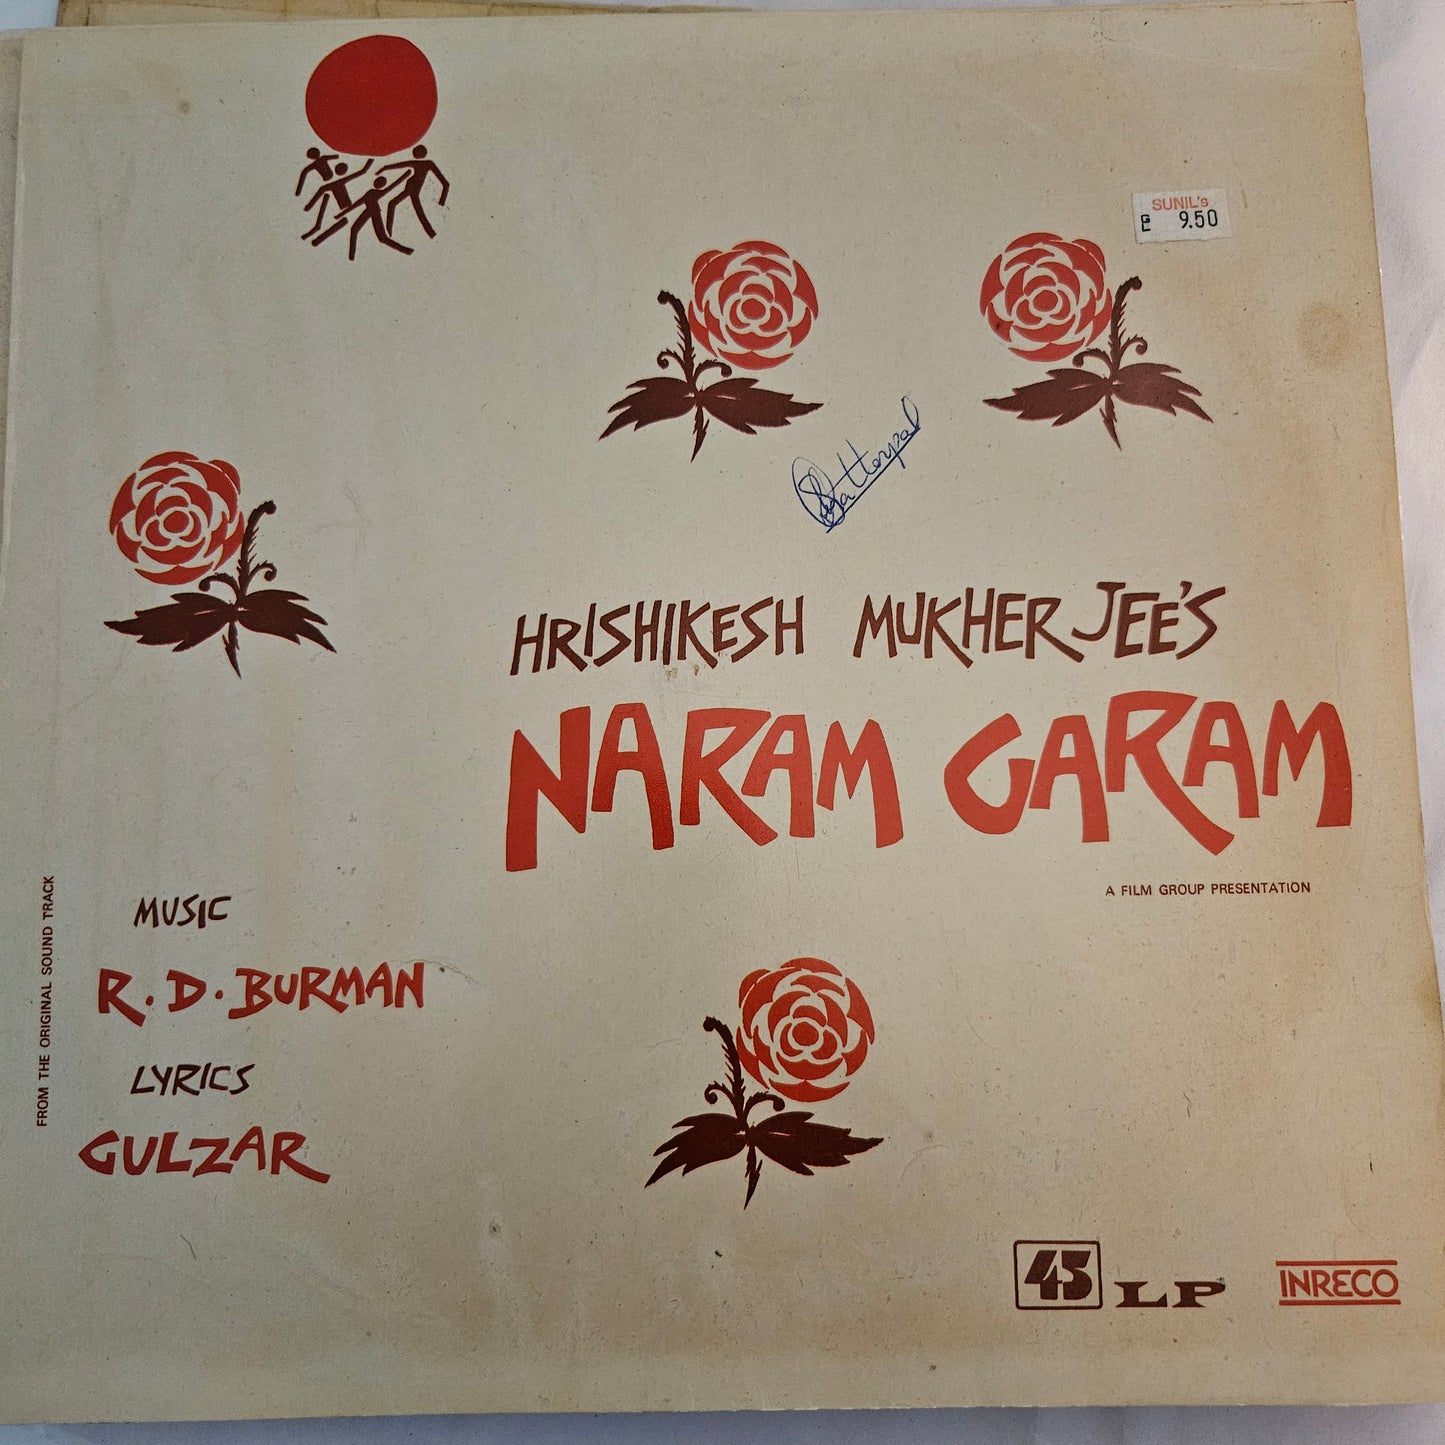 SUNIL's
£ 9.50
HRISHIKESH MUKHERJEE'S
NARAM GARAM
A FILM GROUP PRESENTATION
MUSIC
R.D.BURMAN
LYRICS
GULZAR
FROM THE ORIGINAL SOUND TRACK
45 LP
INRECO